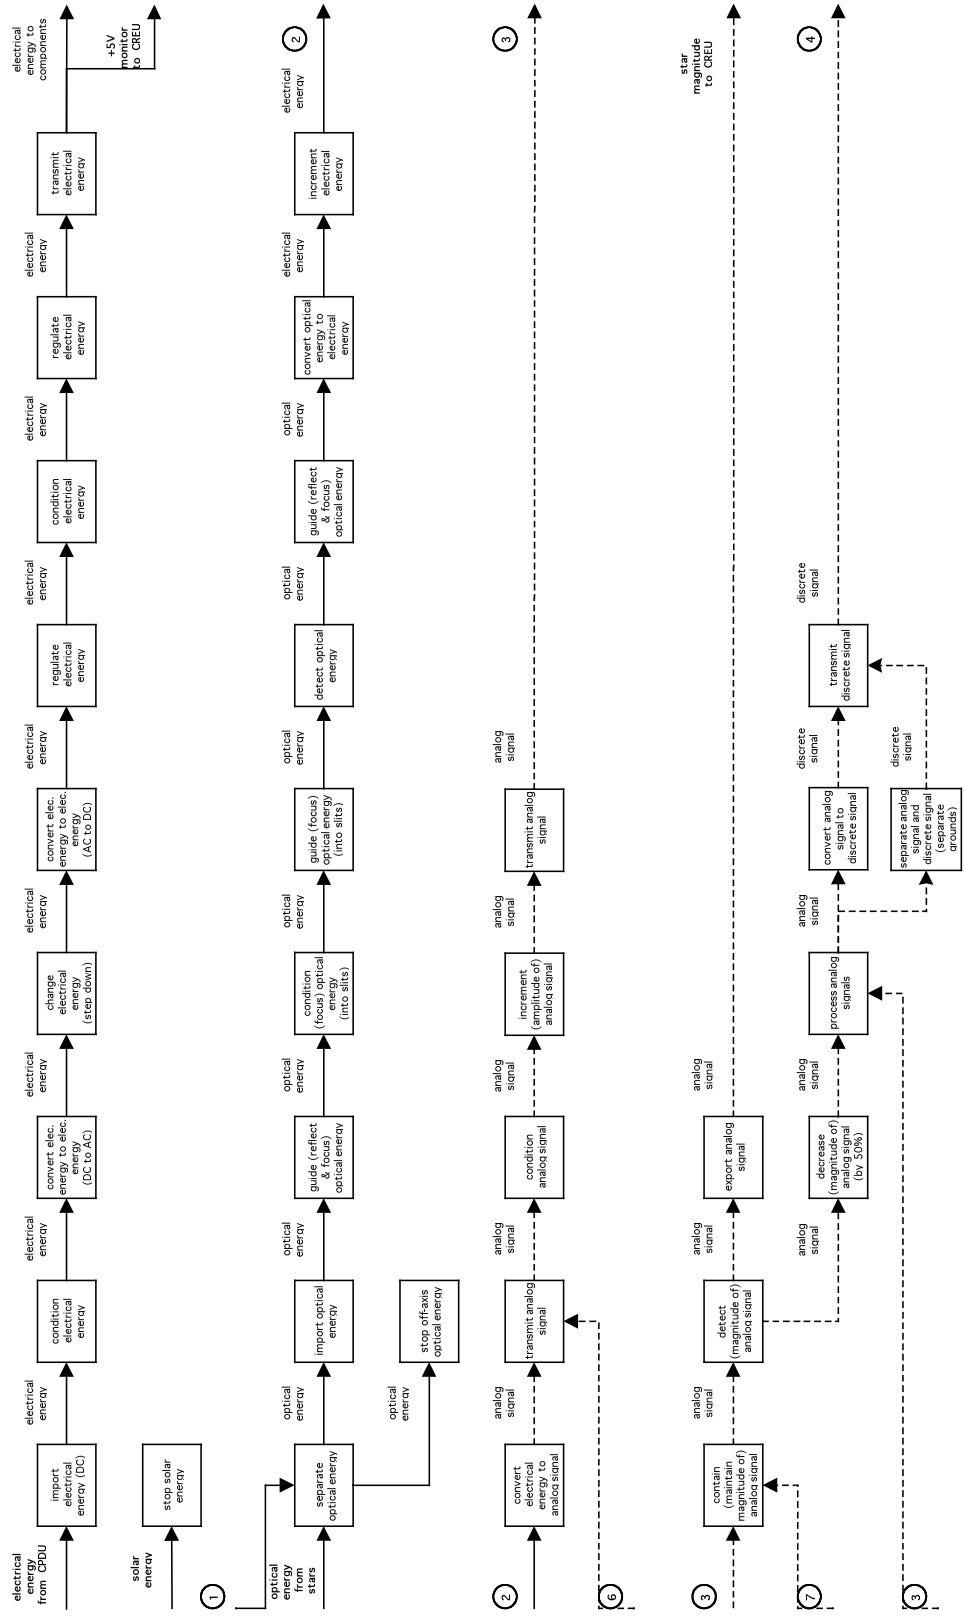 electrical
energy
from CPDU
import
electrical
energy (DC)
electrical
energy
condition
electrical
energy
electrical
energy
convert elec.
energy to elec.
energy
(DC to AC)
electrical
energy
change
electrical
energy
(step down)
electrical
energy
convert elec.
energy to elec.
energy
(AC to DC)
electrical
energy
regulate
electrical
energy
electrical
energy
condition
electrical
energy
electrical
energy
regulate
electrical
energy
electrical
energy
transmit
electrical
energy
electrical
energy to
components
+5V
monitor
to CREU
solar
energy
stop solar
energy
1
optical
energy
from
stars
separate
optical energy
optical
energy
import optical
energy
optical
energy
guide (reflect
& focus)
optical energy
optical
energy
condition
(focus) optical
energy
(into slits)
optical
energy
guide (focus)
optical energy
(into slits)
optical
energy
detect optical
energy
optical
energy
guide (reflect
& focus)
optical energy
optical
energy
convert optical
energy to
electrical
energy
electrical
energy
increment
electrical
energy
electrical
energy
2
optical
energy
stop off-axis
optical energy
2
convert
electrical
energy to
analog signal
analog
signal
transmit analog
signal
analog
signal
condition
analog signal
analog
signal
increment
(amplitude of)
analog signal
analog
signal
transmit analog
signal
analog
signal
3
6
3
contain
(maintain
magnitude of)
analog signal
analog
signal
detect
(magnitude of)
analog signal
analog
signal
export analog
signal
analog
signal
star
magnitude
to CREU
7
analog
signal
decrease
(magnitude of)
analog signal
(by 50%)
analog
signal
process analog
signals
analog
signal
convert analog
signal to
discrete signal
discrete
signal
transmit
discrete signal
discrete
signal
4
3
separate analog
signal and
discrete signal
(separate
grounds)
discrete
signal